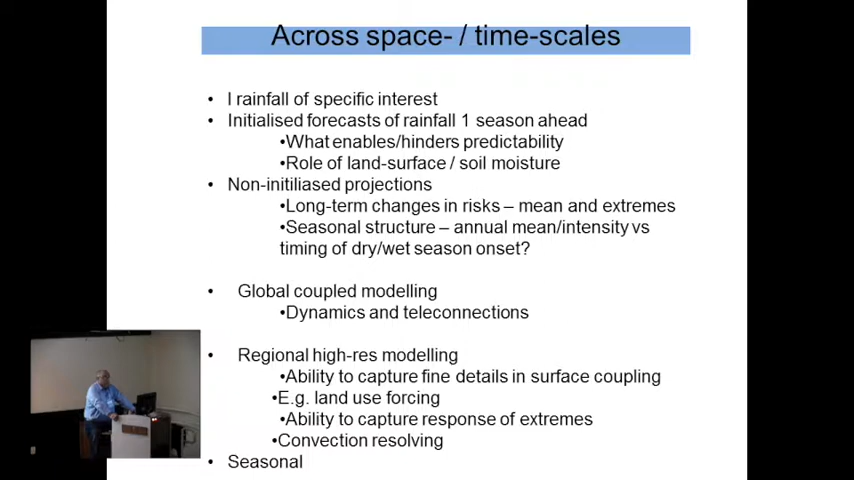 Across space- / time-scales
• I rainfall of specific interest
• Initialised forecasts of rainfall 1 season ahead
•What enables/hinders predictability
•Role of land-surface / soil moisture
• Non-initiliased projections
•Long-term changes in risks – mean and extremes
•Seasonal structure – annual mean/intensity vs
timing of dry/wet season onset?
• Global coupled modelling
•Dynamics and teleconnections
• Regional high-res modelling
•Ability to capture fine details in surface coupling
•E.g. land use forcing
•Ability to capture response of extremes
•Convection resolving
• Seasonal